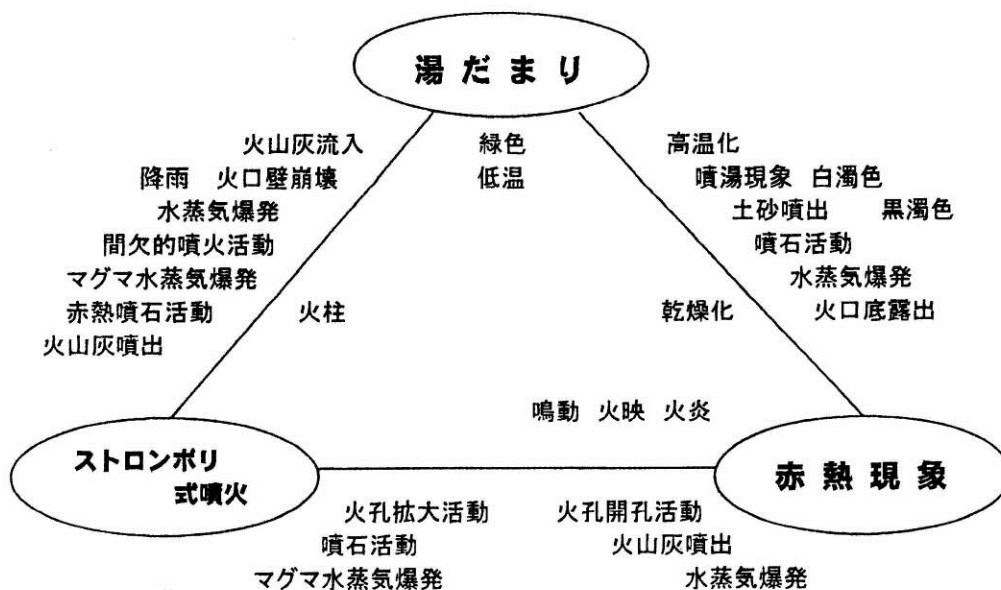 湯だまり
火山灰流入 緑色 高温化
降雨 火口壁崩壊 低温 噴湯現象 白濁色
水蒸気爆発 土砂噴出 黒濁色
間欠的噴火活動 噴石活動
マグマ水蒸気爆発 水蒸気爆発
赤熱噴石活動 火柱 乾燥化 火口底露出
火山灰噴出
鳴動 火映 火炎
ストロンボリ
式噴火
赤熱現象
火孔拡大活動 火孔開孔活動
噴石活動 火山灰噴出
マグマ水蒸気爆発 水蒸気爆発